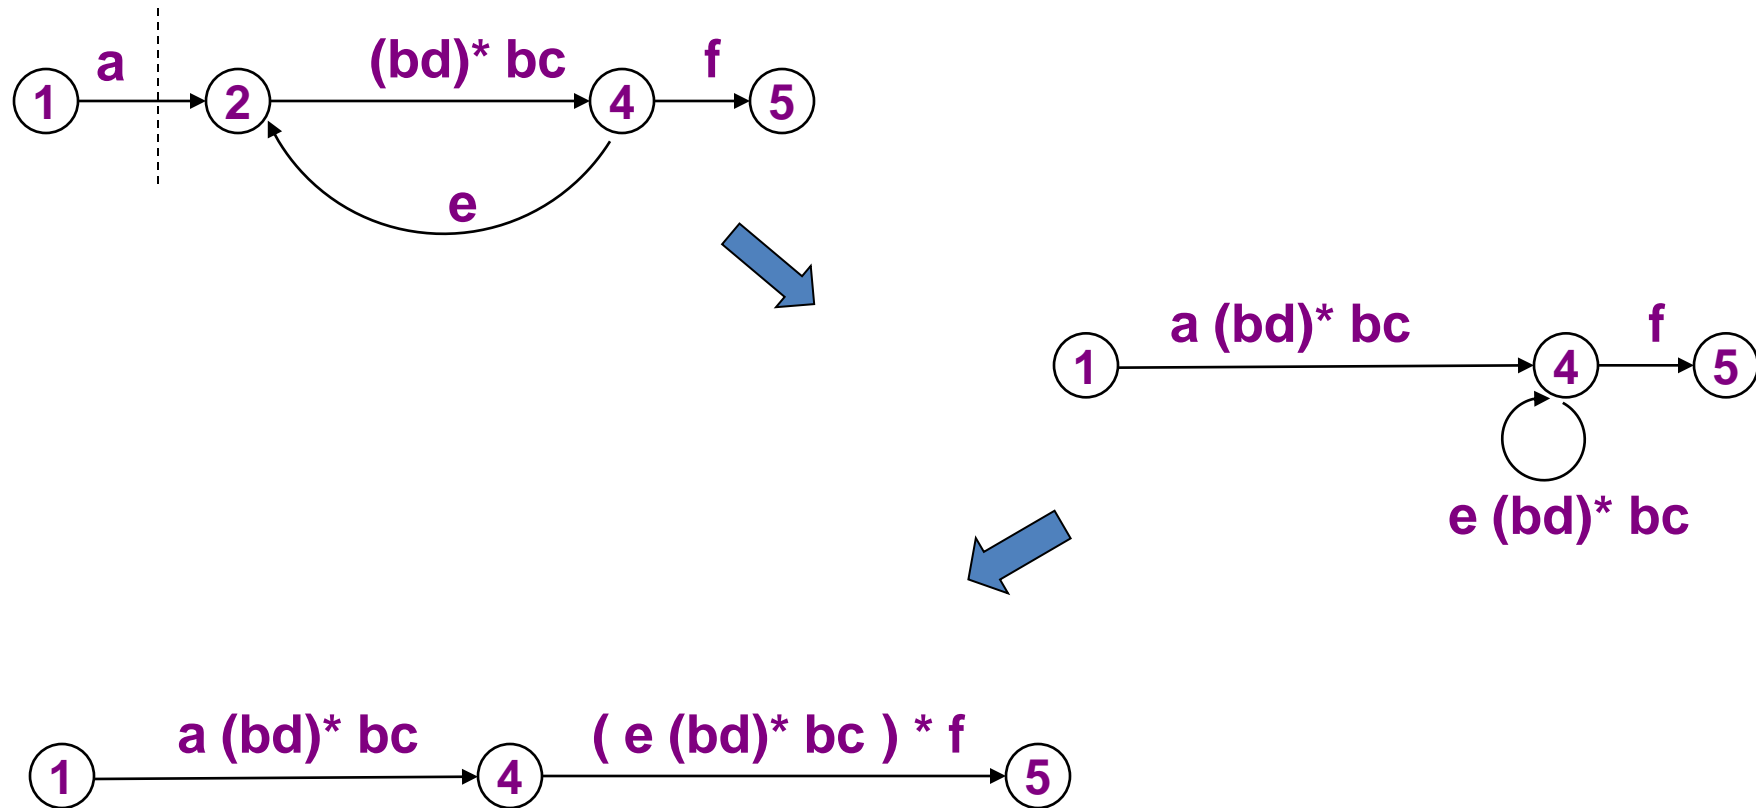 a (bd)* bc f
1 2 4 5
e
a (bd)* bc f
1 4 5
e (bd)* bc
a (bd)* bc ( e (bd)* bc ) * f
1 4 5